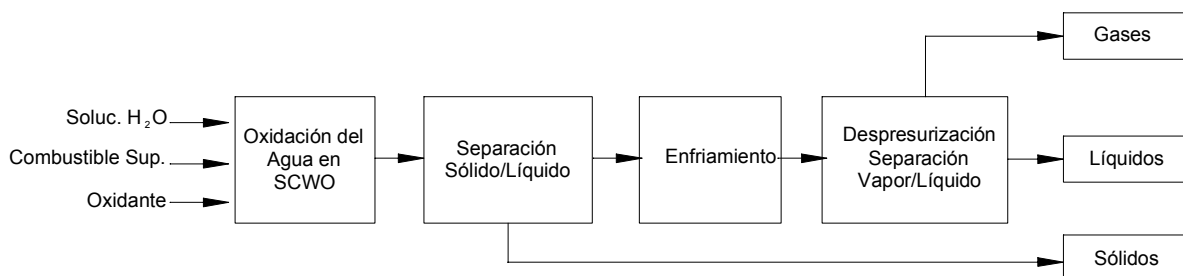 Soluc. H₂O
Combustible Sup.
Oxidante
Oxidación del
Agua en
SCWO
Separación
Sólido/Líquido
Enfriamiento
Despresurización
Separación
Vapor/Líquido
Gases
Líquidos
Sólidos